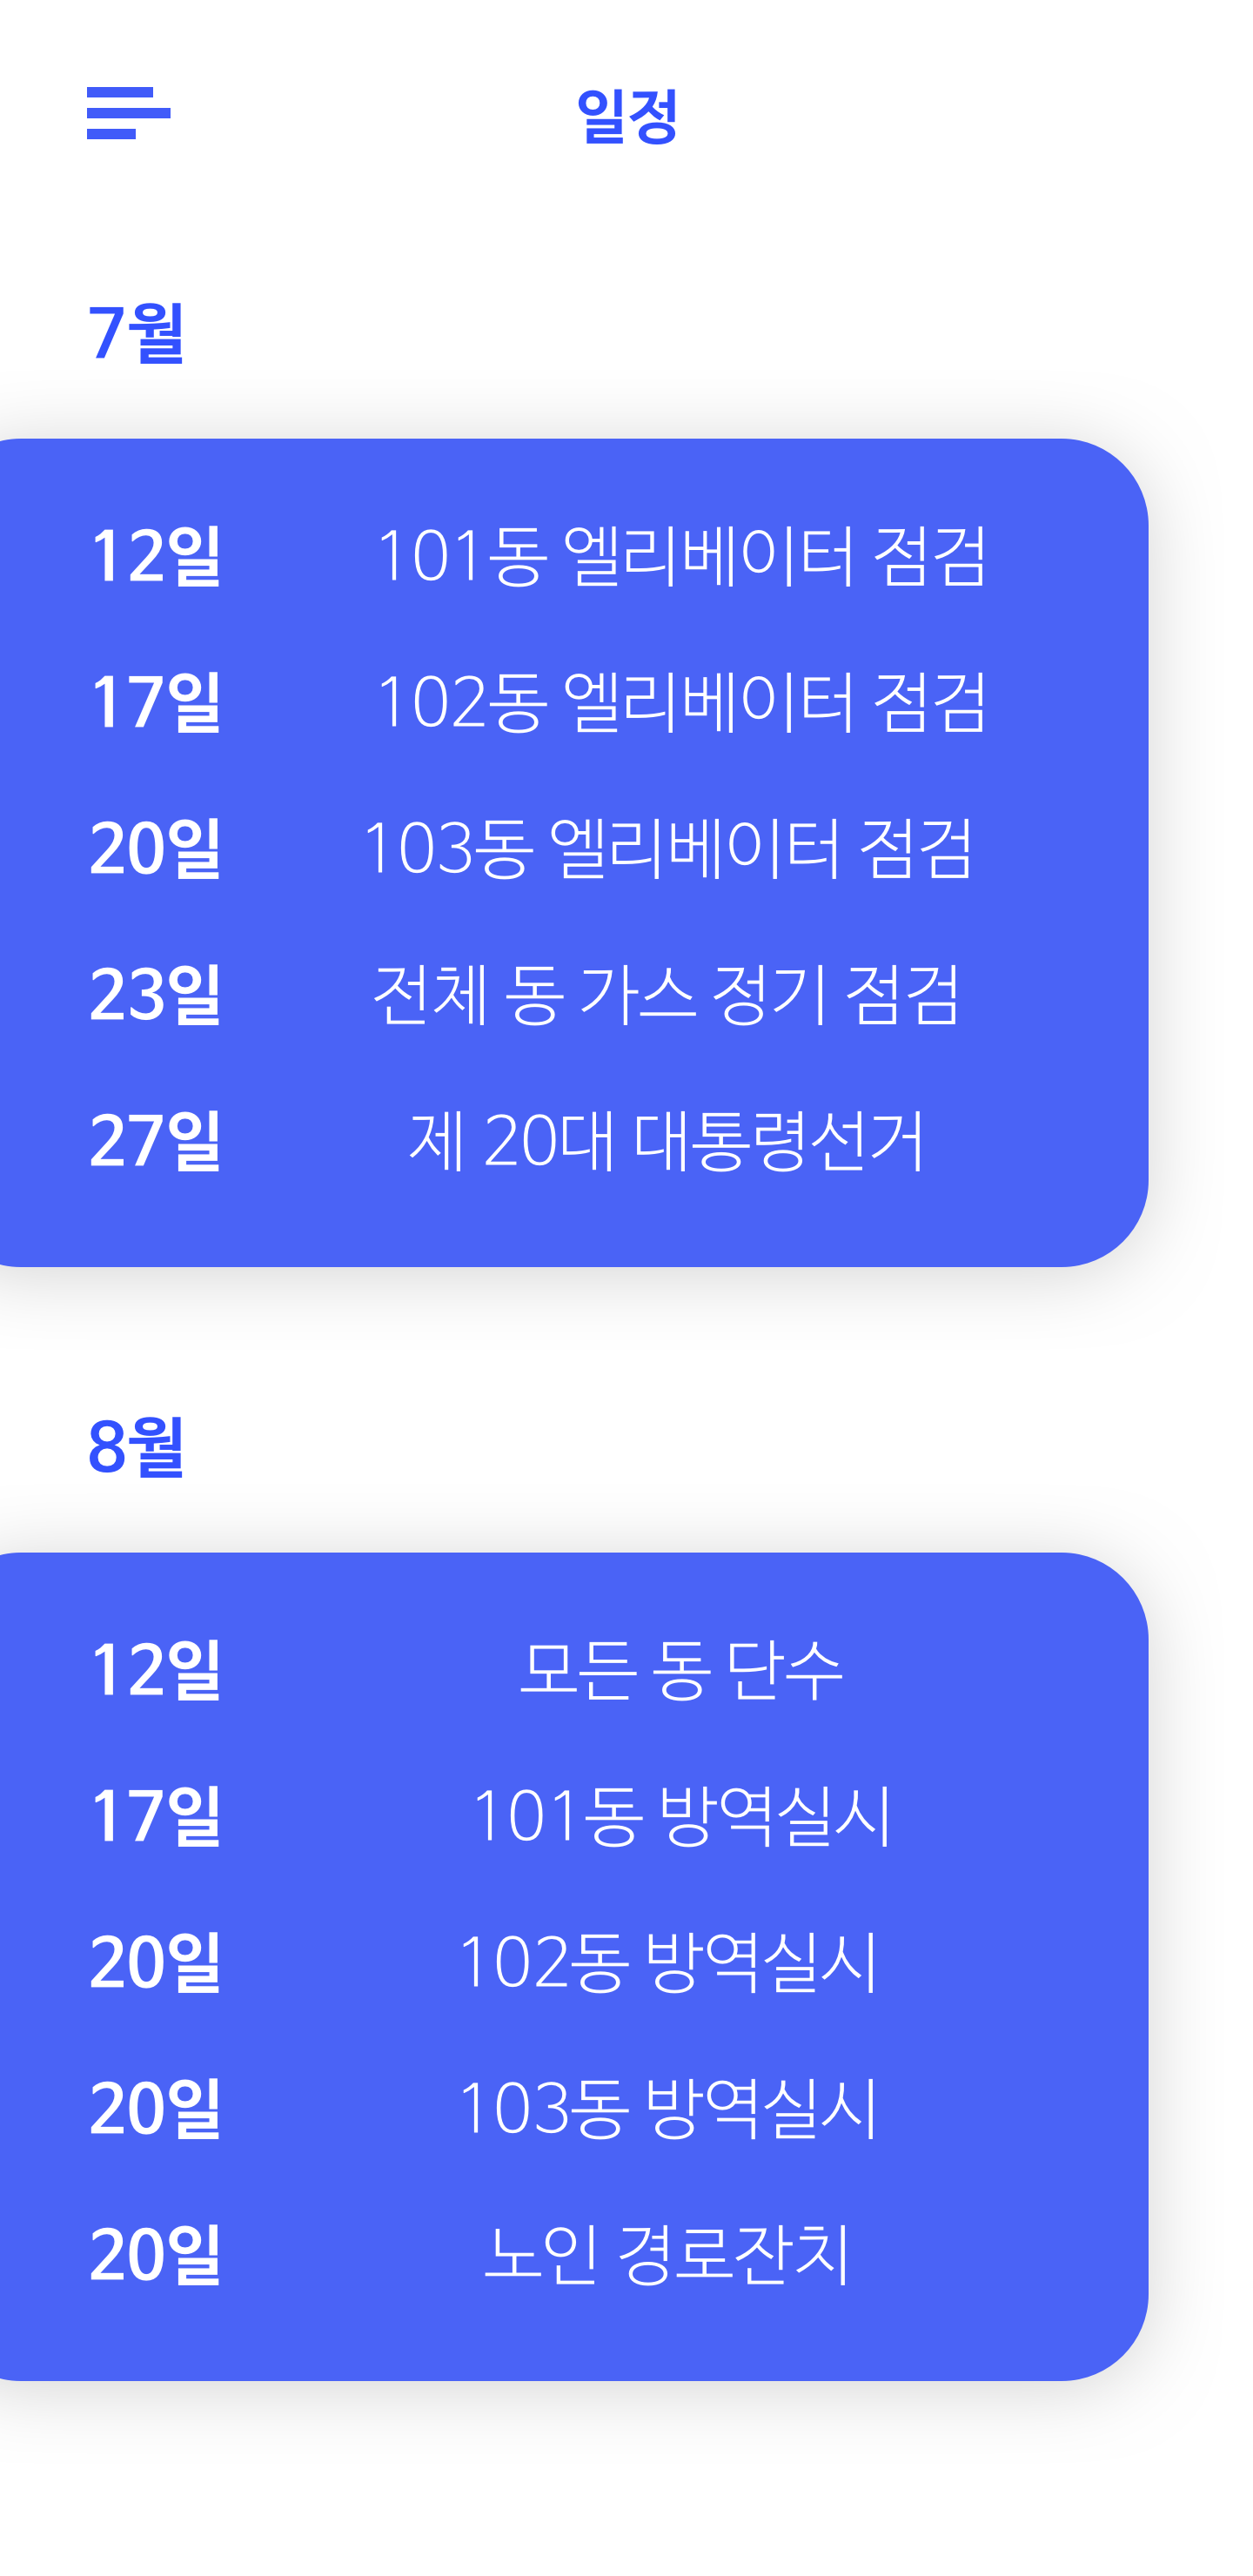 일정
7월
12일 101동 엘리베이터 점검
17일 102동 엘리베이터 점검
20일 103동 엘리베이터 점검
23일 전체 동 가스 정기 점검
27일 제 20대 대통령선거
8월
12일 모든 동 단수
17일 101동 방역실시
20일 102동 방역실시
20일 103동 방역실시
20일 노인 경로잔치